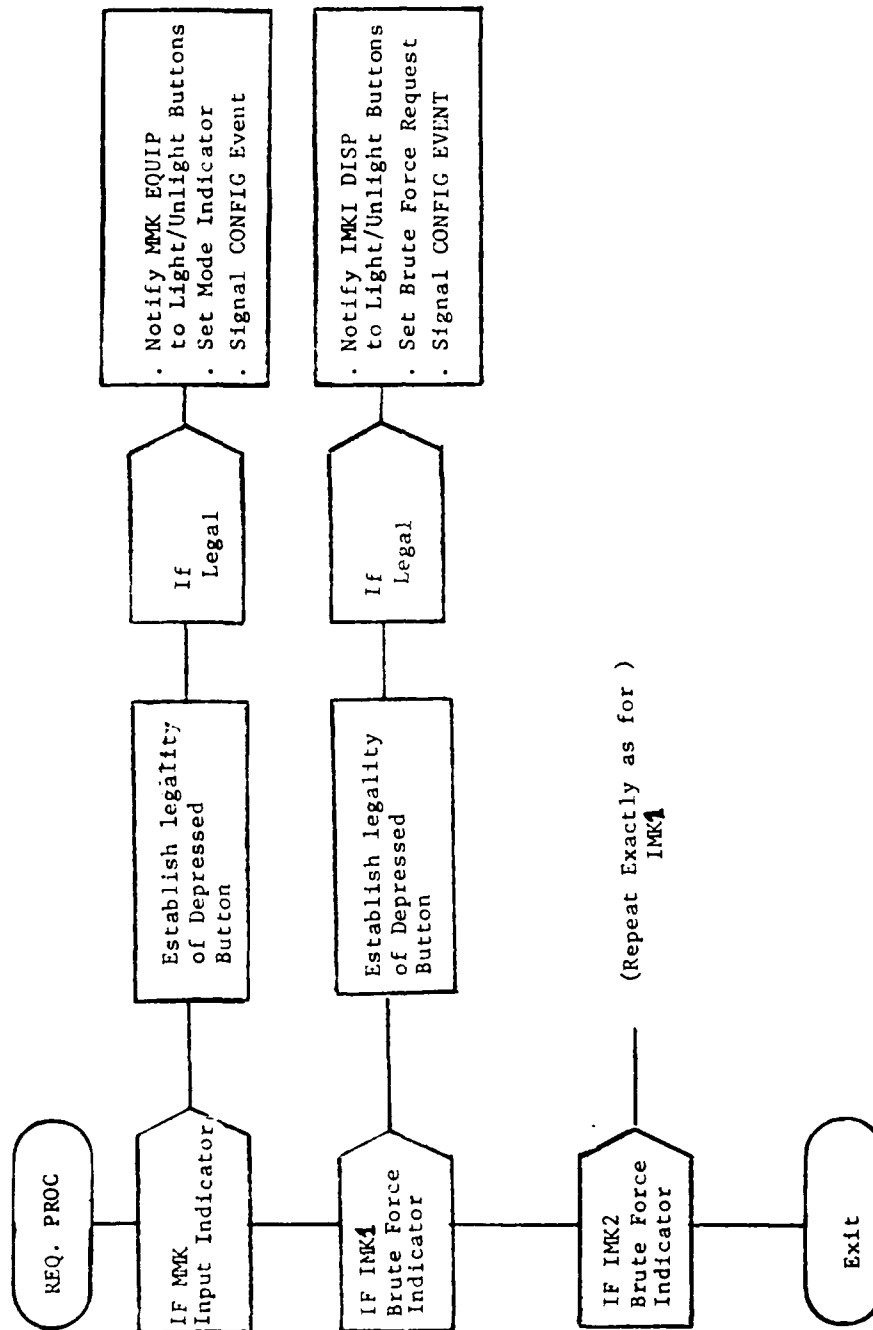 REQ. PROC
IF MMK
Input Indicator
Establish legality
of Depressed
Button
If
Legal
. Notify MMK EQUIP
to Light/Unlight Buttons
. Set Mode Indicator
. Signal CONFIG Event
IF IMK1
Brute Force
Indicator
Establish legality
of Depressed
Button
If
Legal
. Notify IMKI DISP
to Light/Unlight Buttons
. Set Brute Force Request
. Signal CONFIG EVENT
IF IMK2
Brute Force
Indicator
(Repeat Exactly as for )
IMK1
Exit